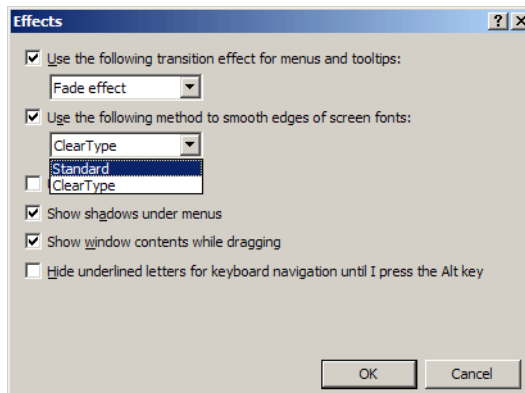 Effects
Use the following transition effect for menus and tooltips:
Fade effect
Use the following method to smooth edges of screen fonts:
ClearType
Standard
ClearType
Show shadows under menus
Show window contents while dragging
Hide underlined letters for keyboard navigation until I press the Alt key
OK Cancel